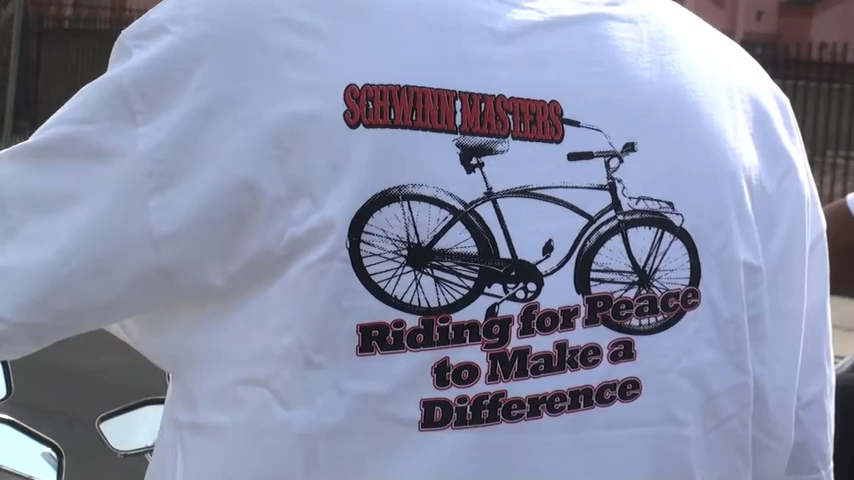 SCHWINN MASTERS
Riding for Peace
to Make a
Difference